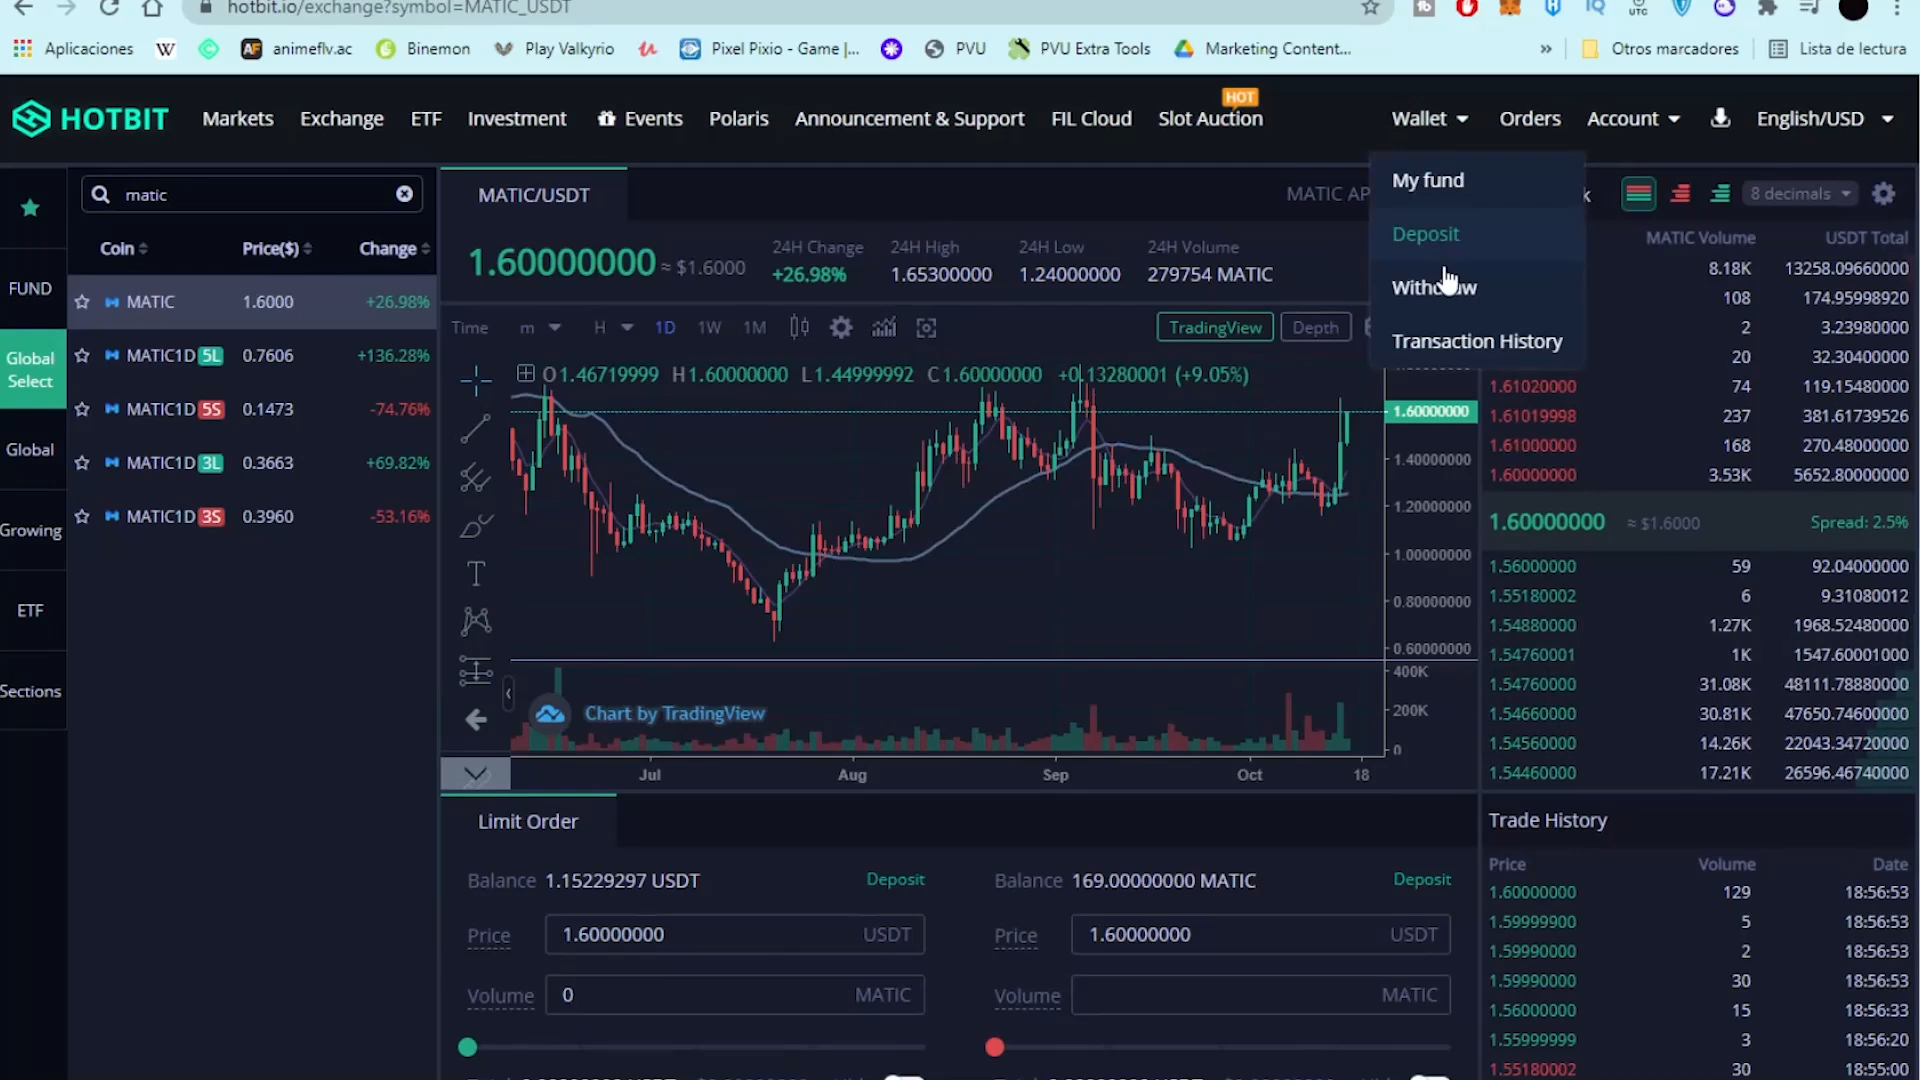 hotbit.io/exchange?symbol=MATIC_USDT
Aplicaciones
animeflv.ac
Binemon
Play Valkyrio
Pixel Pixio - Game |...
PVU
PVU Extra Tools
Marketing Content...
»
Otros marcadores
Lista de lectura
HOTBIT
Markets
Exchange
ETF
Investment
Events
Polaris
Announcement & Support
FIL Cloud
HOT
Slot Auction
Wallet
Orders
Account
English/USD
My fund
Deposit
Withdraw
Transaction History
FUND
Global Select
Global
Growing
ETF
Sections
matic
Coin Price($) Change
MATIC 1.6000 +26.98%
MATIC1D 5L 0.7606 +136.28%
MATIC1D 5S 0.1473 -74.76%
MATIC1D 3L 0.3663 +69.82%
MATIC1D 3S 0.3960 -53.16%
MATIC/USDT
MATIC AP
1.60000000 ≈ $1.6000
24H Change 24H High 24H Low 24H Volume
+26.98% 1.65300000 1.24000000 279754 MATIC
Time m H 1D 1W 1M
TradingView Depth
O1.46719999 H1.60000000 L1.44999992 C1.60000000 +0.13280001 (+9.05%)
1.60000000
1.40000000
1.20000000
1.00000000
0.80000000
0.60000000
400K
200K
0
Chart by TradingView
Jul Aug Sep Oct 18
8 decimals
MATIC Volume USDT Total
8.18K 13258.09660000
108 174.95998920
2 3.23980000
20 32.30400000
1.61020000 74 119.15480000
1.61019998 237 381.61739526
1.61000000 168 270.48000000
1.60000000 3.53K 5652.80000000
1.60000000 ≈ $1.6000 Spread: 2.5%
1.56000000 59 92.04000000
1.55180002 6 9.31080012
1.54880000 1.27K 1968.52480000
1.54760001 1K 1547.60001000
1.54760000 31.08K 48111.78880000
1.54660000 30.81K 47650.74600000
1.54560000 14.26K 22043.34720000
1.54460000 17.21K 26596.46740000
Limit Order
Balance 1.15229297 USDT Deposit
Price 1.60000000 USDT
Volume 0 MATIC
Balance 169.00000000 MATIC Deposit
Price 1.60000000 USDT
Volume MATIC
Trade History
Price Volume Date
1.60000000 129 18:56:53
1.59999900 5 18:56:53
1.59990000 2 18:56:53
1.59990000 30 18:56:53
1.56000000 15 18:56:33
1.55999999 3 18:56:20
1.55180002 30 18:55:00